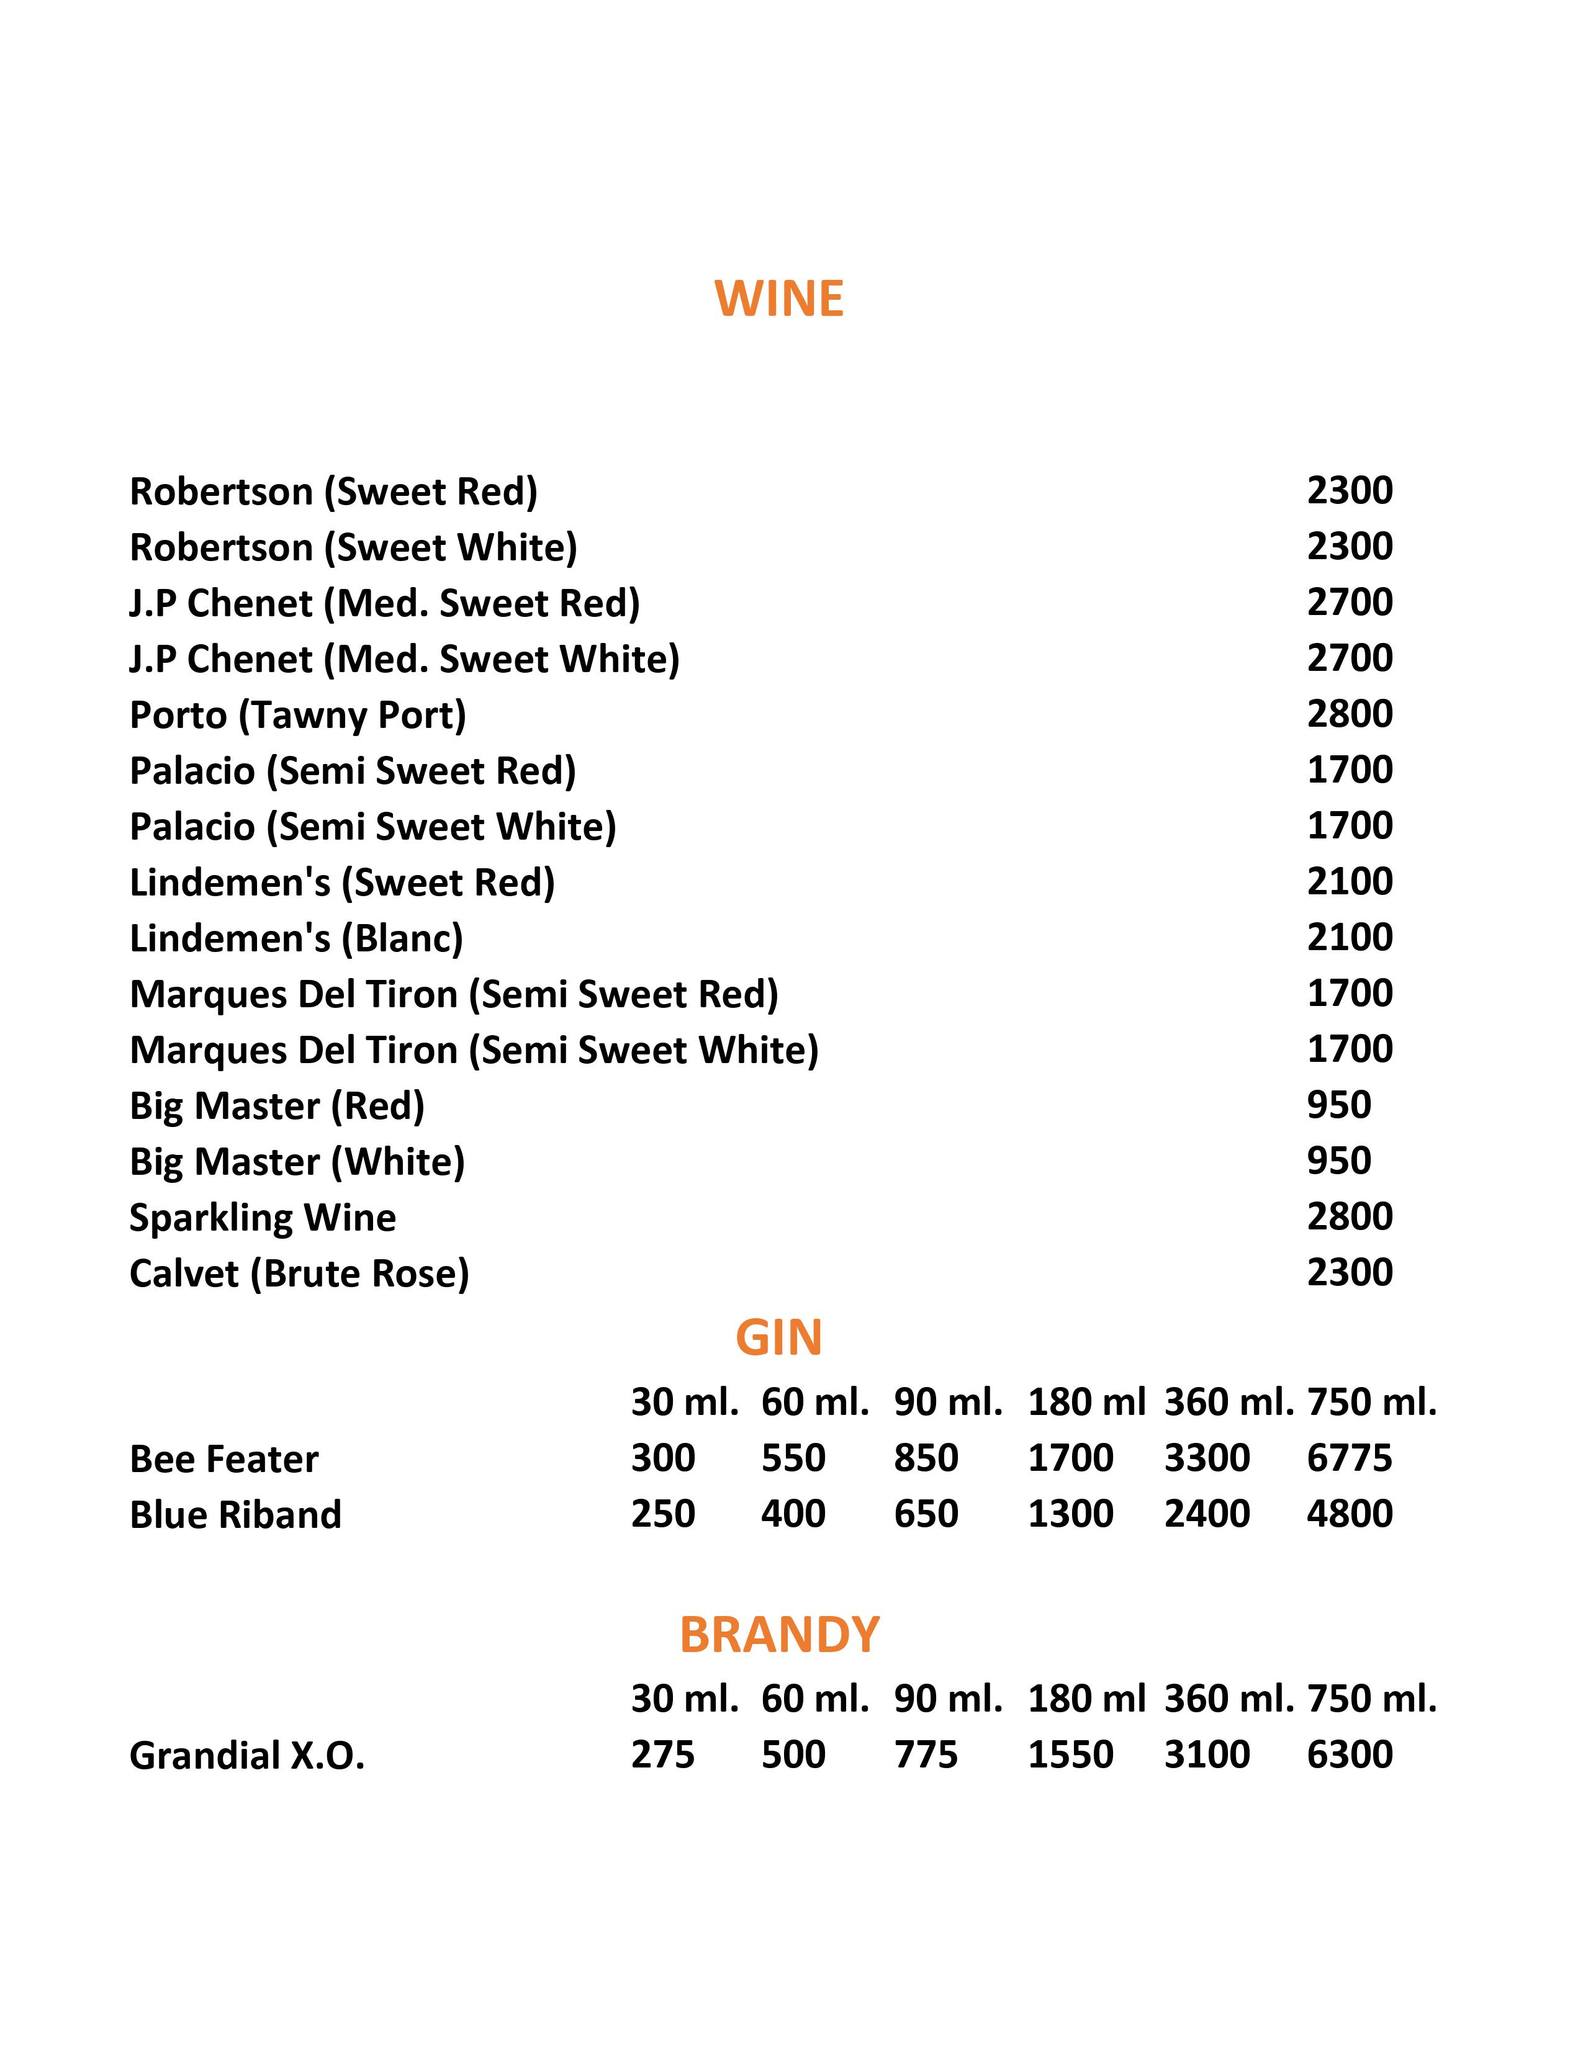 WINE
Robertson (Sweet Red) 2300
Robertson (Sweet White) 2300
J.P Chenet (Med. Sweet Red) 2700
J.P Chenet (Med. Sweet White) 2700
Porto (Tawny Port) 2800
Palacio (Semi Sweet Red) 1700
Palacio (Semi Sweet White) 1700
Lindemen's (Sweet Red) 2100
Lindemen's (Blanc) 2100
Marques Del Tiron (Semi Sweet Red) 1700
Marques Del Tiron (Semi Sweet White) 1700
Big Master (Red) 950
Big Master (White) 950
Sparkling Wine 2800
Calvet (Brute Rose) 2300
GIN
30 ml. 60 ml. 90 ml. 180 ml 360 ml. 750 ml.
Bee Feater 300 550 850 1700 3300 6775
Blue Riband 250 400 650 1300 2400 4800
BRANDY
30 ml. 60 ml. 90 ml. 180 ml 360 ml. 750 ml.
Grandial X.O. 275 500 775 1550 3100 6300